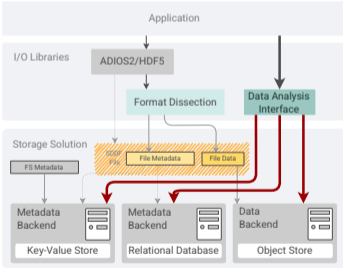 Application
I/O Libraries
ADIOS2/HDF5
Format Dissection
Data Analysis
Interface
Storage Solution
File
File Metadata
File Data
FS Metadata
Metadata
Backend
Key-Value Store
Metadata
Backend
Relational Database
Data
Backend
Object Store